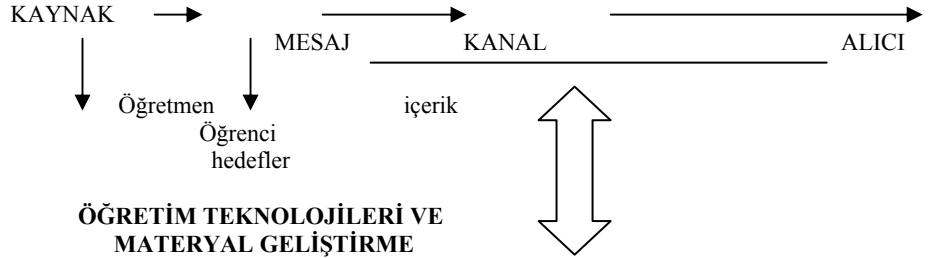 KAYNAK
MESAJ KANAL ALICI
Öğretmen içerik
Öğrenci
hedefler
ÖĞRETİM TEKNOLOJİLERİ VE
MATERYAL GELİŞTİRME